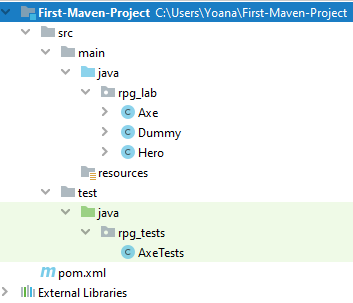 First-Maven-Project C:\Users\Yoana\First-Maven-Project
src
main
java
rpg_lab
Axe
Dummy
Hero
resources
test
java
rpg_tests
AxeTests
pom.xml
External Libraries